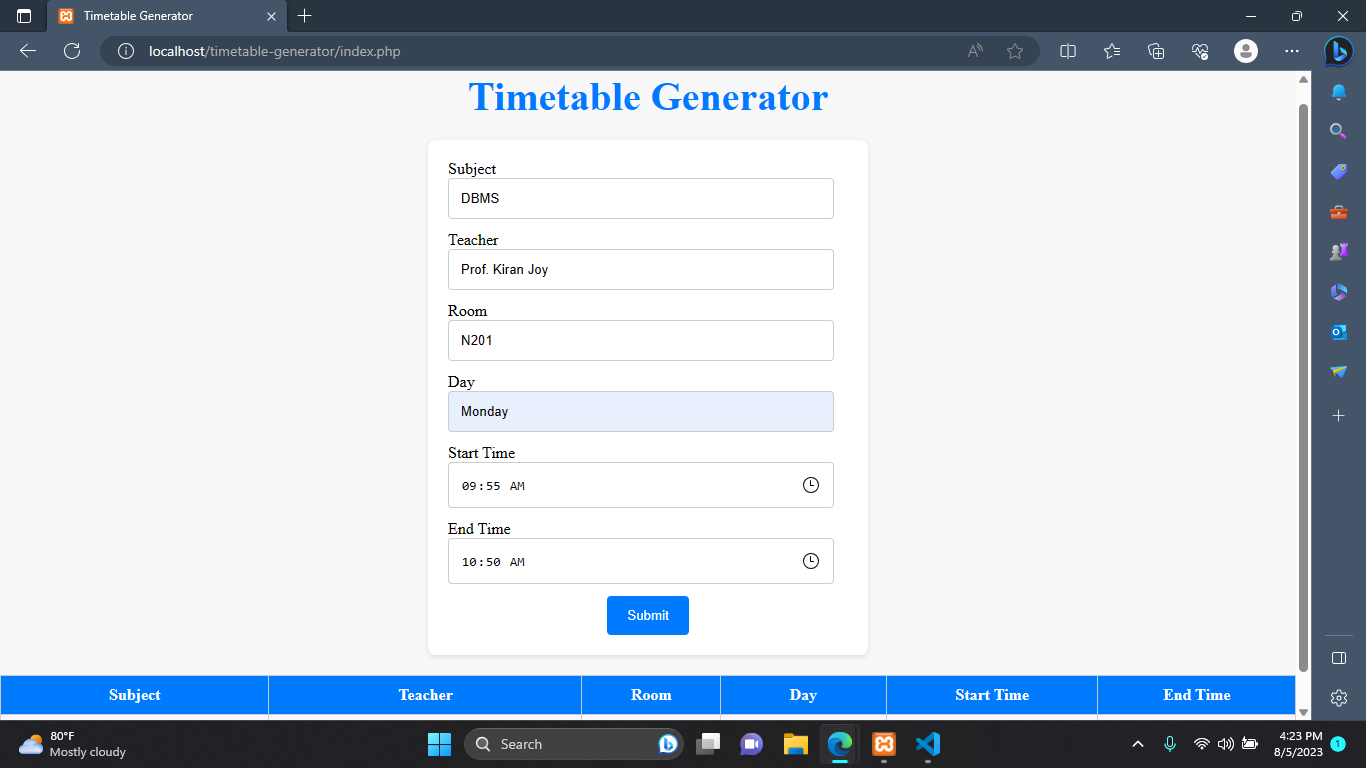 Timetable Generator
localhost/timetable-generator/index.php
Timetable Generator
Subject
DBMS
Teacher
Prof. Kiran Joy
Room
N201
Day
Monday
Start Time
09:55 AM
End Time
10:50 AM
Submit
Subject Teacher Room Day Start Time End Time
80°F
Mostly cloudy
Search
4:23 PM
8/5/2023
1